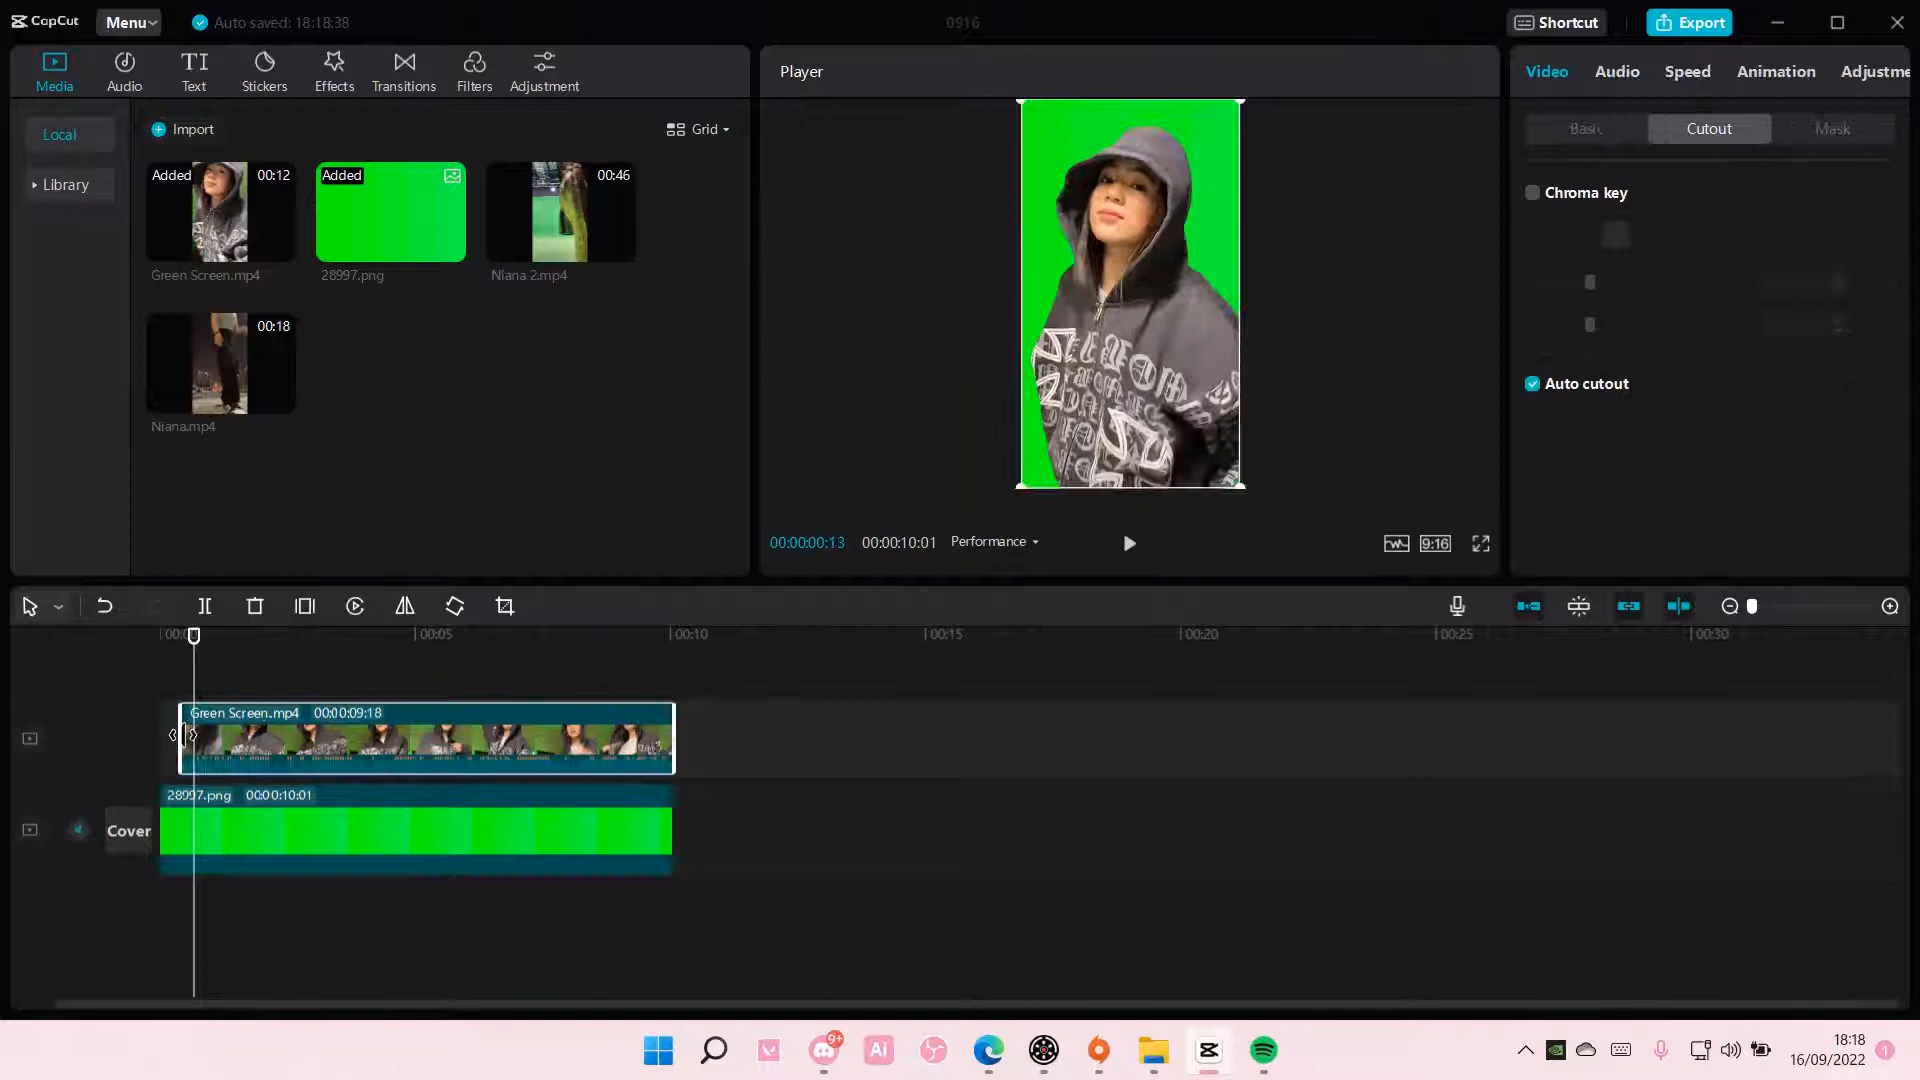 CapCut
Menu
Auto saved: 18:18:38
0916
Shortcut
Export
Media
Audio
Text
Stickers
Effects
Transitions
Filters
Adjustment
Player
Video
Audio
Speed
Animation
Adjustme
Local
Library
Import
Grid
Basic
Cutout
Mask
Added
00:12
Green Screen.mp4
Added
28997.png
00:46
Niana 2.mp4
00:18
Niana.mp4
Chroma key
Auto cutout
00:00:00:13
00:00:10:01
Performance
9:16
00:05
00:10
00:15
00:20
00:25
00:30
Green Screen.mp4
00:00:09:18
28997.png
00:00:10:01
Cover
9+
Ai
18:18
16/09/2022
1